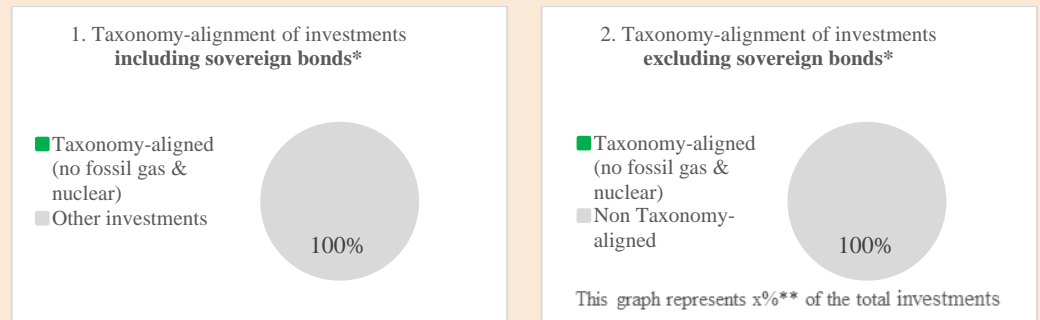 1. Taxonomy-alignment of investments
including sovereign bonds*
Taxonomy-aligned
(no fossil gas &
nuclear)
Other investments
100%
2. Taxonomy-alignment of investments
excluding sovereign bonds*
Taxonomy-aligned
(no fossil gas &
nuclear)
Non Taxonomy-
aligned
100%
This graph represents x%** of the total investments